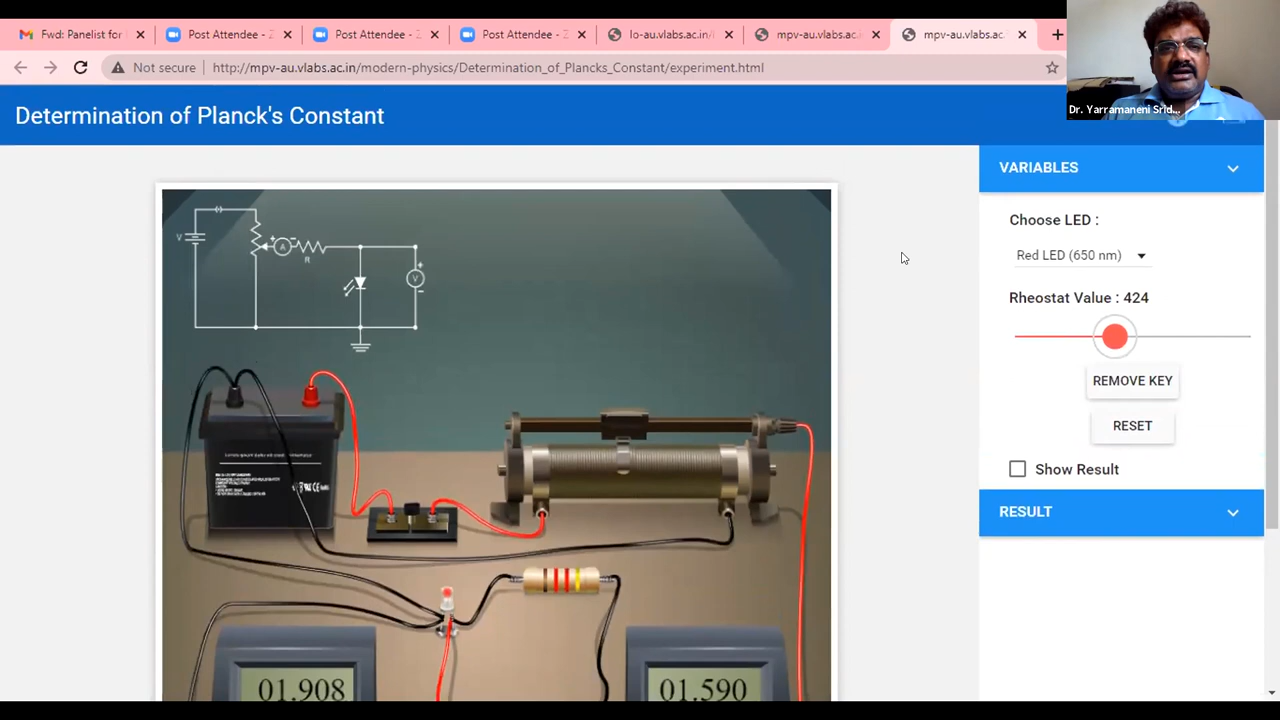 Fwd: Panelist for
Post Attendee - Z
Post Attendee - Z
Post Attendee - Z
lo-au.vlabs.ac.in/
mpv-au.vlabs.ac.in
mpv-au.vlabs.ac.
Not secure
http://mpv-au.vlabs.ac.in/modern-physics/Determination_of_Plancks_Constant/experiment.html
Dr. Yarramaneni Srid...
Determination of Planck's Constant
VARIABLES
Choose LED :
Red LED (650 nm)
Rheostat Value : 424
REMOVE KEY
RESET
Show Result
RESULT
V
A
R
V
01.908
01.590